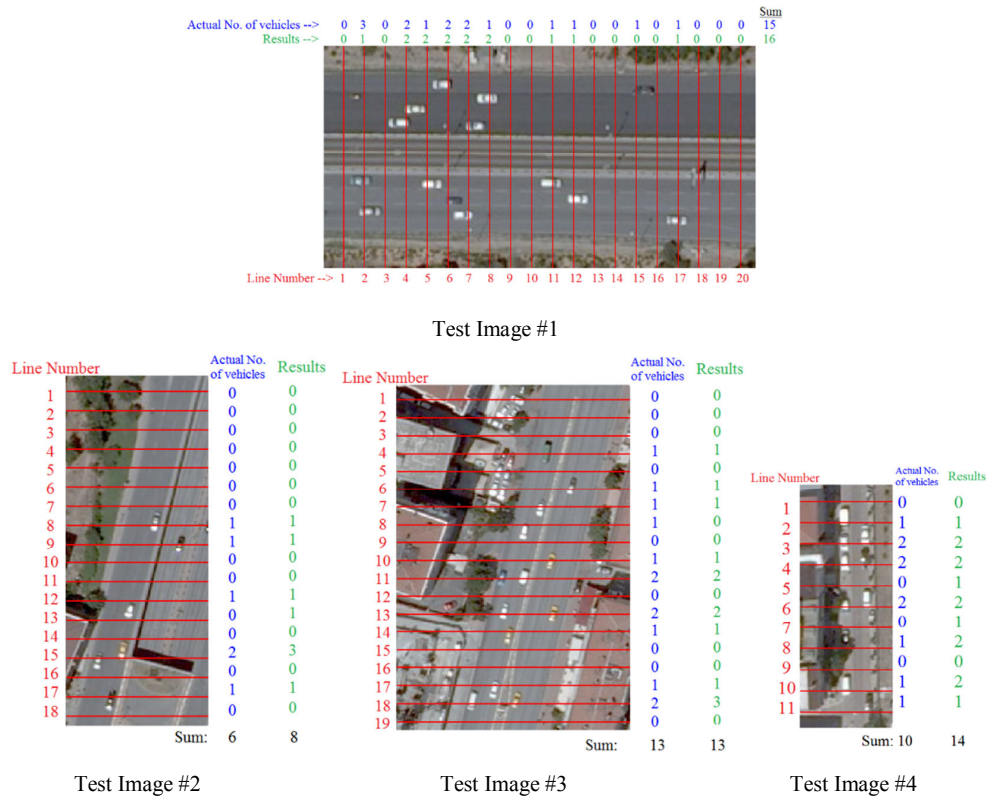 Sum
Actual No. of vehicles --> 0 3 0 2 1 2 2 1 0 0 1 1 0 0 1 0 1 0 0 0 15
Results --> 0 1 0 2 2 2 2 2 0 0 1 1 0 0 1 0 1 0 0 0 16
Line Number --> 1 2 3 4 5 6 7 8 9 10 11 12 13 14 15 16 17 18 19 20
Test Image #1
Line Number
Actual No.
of vehicles
Results
1 0 0
2 0 0
3 0 0
4 0 0
5 0 0
6 0 0
7 0 0
8 1 1
9 1 1
10 0 0
11 0 0
12 1 1
13 0 1
14 0 0
15 2 3
16 0 0
17 1 1
18 0 0
Sum: 6 8
Test Image #2
Line Number
Actual No.
of vehicles
Results
1 0 0
2 0 0
3 0 0
4 1 1
5 0 0
6 1 1
7 1 1
8 1 0
9 0 0
10 1 1
11 2 2
12 0 0
13 2 2
14 1 1
15 0 0
16 0 0
17 1 1
18 2 3
19 0 0
Sum: 13 13
Test Image #3
Line Number
Actual No.
of vehicles
Results
1 0 0
2 1 1
3 2 2
4 2 2
5 0 1
6 2 2
7 0 1
8 1 2
9 0 0
10 1 2
11 1 1
Sum: 10 14
Test Image #4